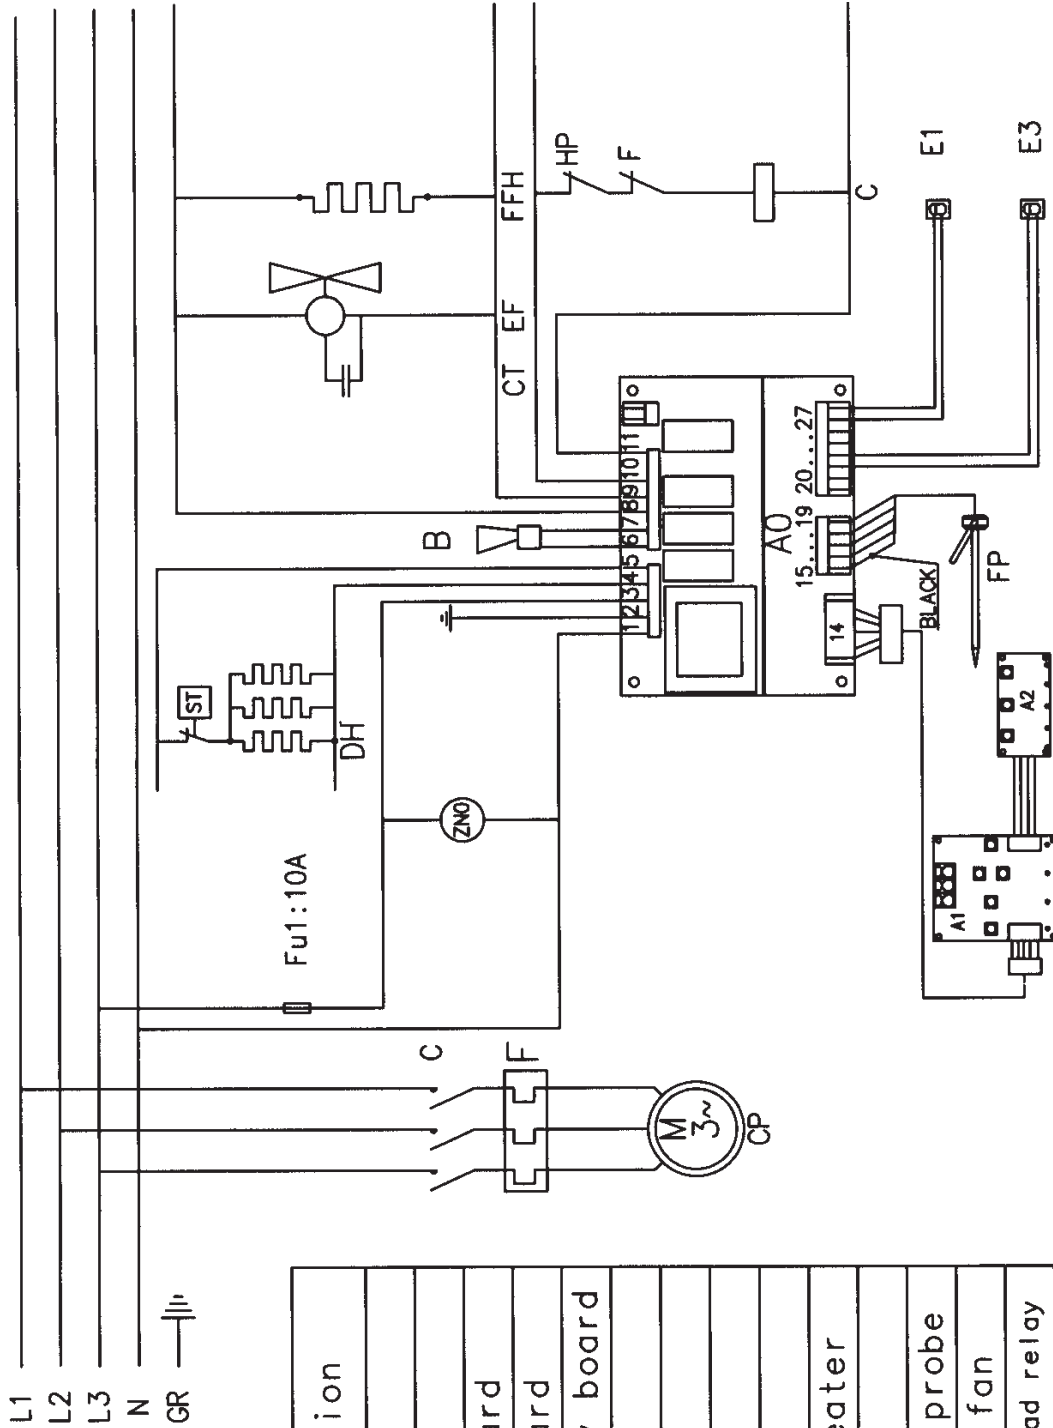 L1
L2
L3
N
GR
Fu1:10A
C
F
M
3~
CP
ZNO
ST
DH
B
CT
EF
FFH
HP
F
C
1 2 3 4 5 6 7 8 9 10 11
A0
14
15...19
20...27
BLACK
FP
E1
E3
A1
A2
ion
ard
ard
board
eater
probe
fan
ad relay